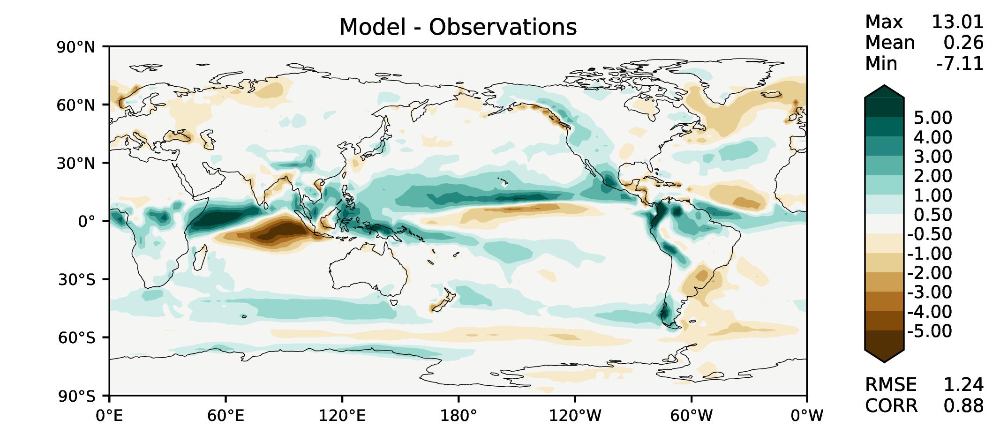 Model - Observations
Max 13.01
Mean 0.26
Min -7.11
90°N
60°N
30°N
0°
30°S
60°S
90°S
0°E 60°E 120°E 180° 120°W 60°W 0°W
5.00
4.00
3.00
2.00
1.00
0.50
-0.50
-1.00
-2.00
-3.00
-4.00
-5.00
RMSE 1.24
CORR 0.88